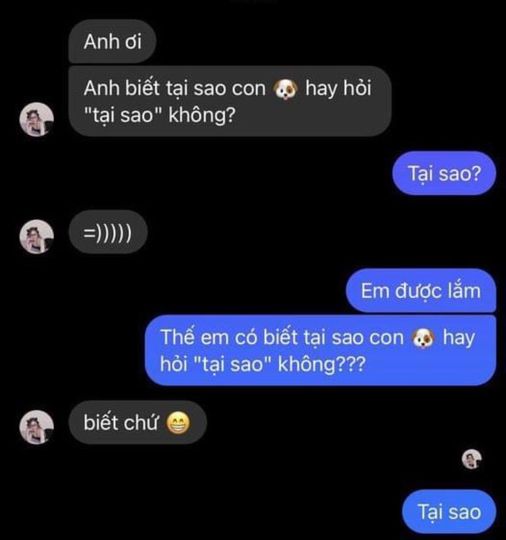 Anh ơi
Anh biết tại sao con 🐶 hay hỏi
"tại sao" không?
Tại sao?
=)))))
Em được lắm
Thế em có biết tại sao con 🐶 hay
hỏi "tại sao" không???
biết chứ 😁
Tại sao